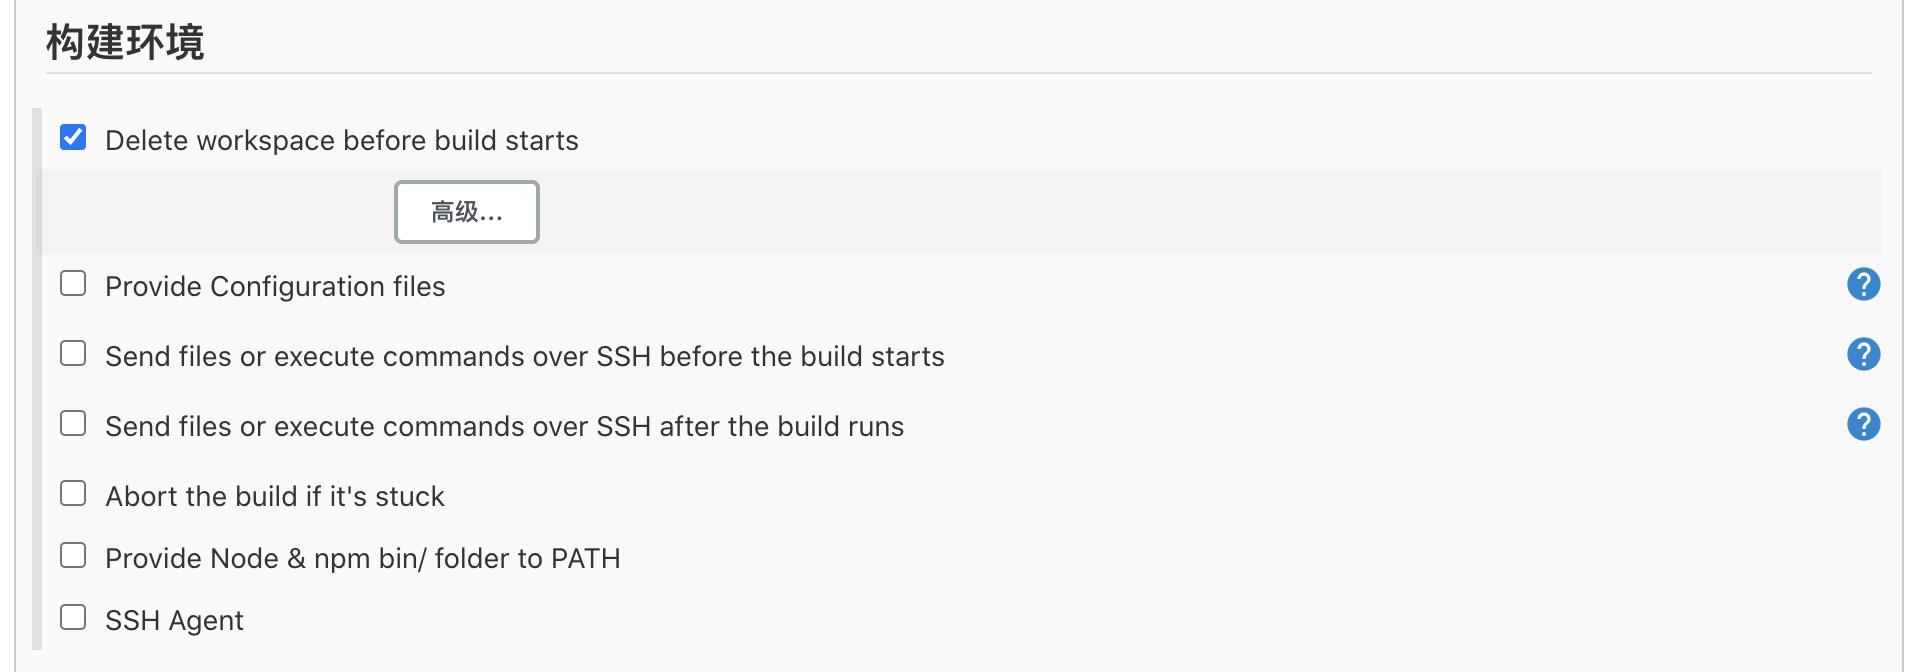 构建环境
Delete workspace before build starts
高级...
Provide Configuration files
?
Send files or execute commands over SSH before the build starts
?
Send files or execute commands over SSH after the build runs
?
Abort the build if it's stuck
Provide Node & npm bin/ folder to PATH
SSH Agent